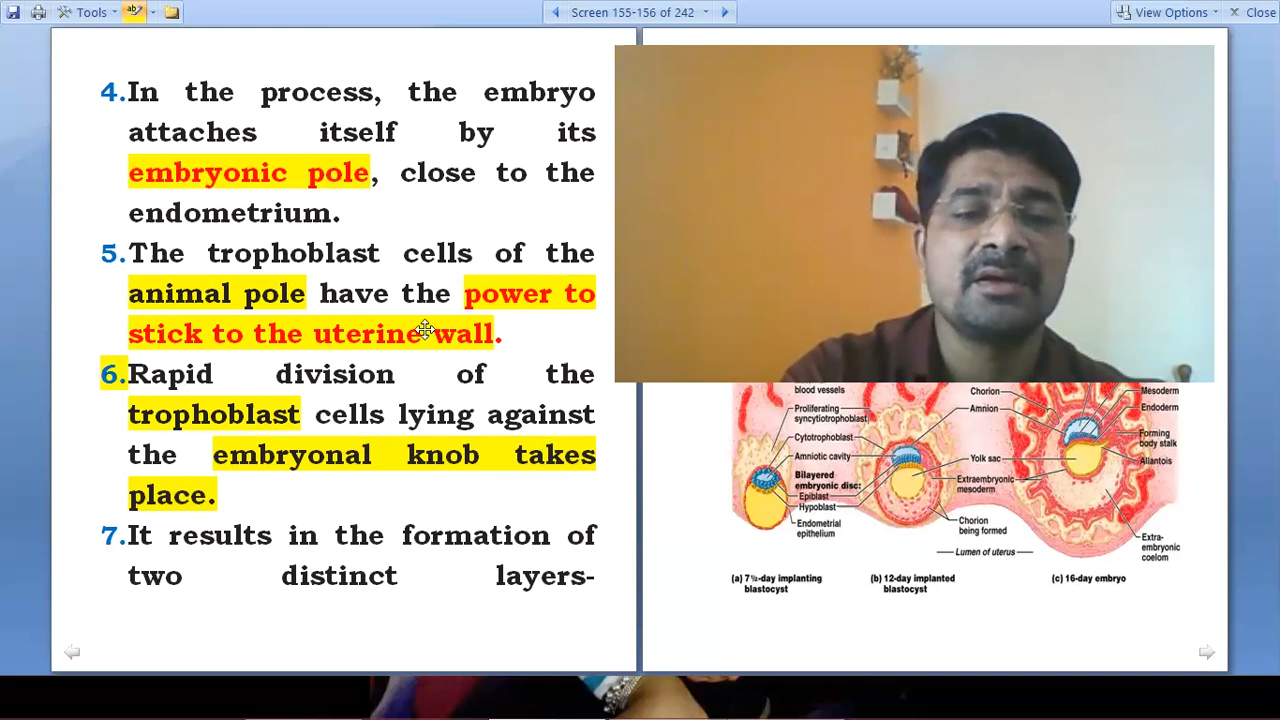 Tools
Screen 155-156 of 242
View Options
Close
4.In the process, the embryo
attaches itself by its
embryonic pole, close to the
endometrium.
5.The trophoblast cells of the
animal pole have the power to
stick to the uterine wall.
6.Rapid division of the
trophoblast cells lying against
the embryonal knob takes
place.
7.It results in the formation of
two distinct layers-
blood vessels
Proliferating
syncytiotrophoblast
Cytotrophoblast
Amniotic cavity
Bilayered
embryonic disc:
Epiblast
Hypoblast
Endometrial
epithelium
(a) 7½-day implanting
blastocyst
Chorion
Amnion
Yolk sac
Extraembryonic
mesoderm
Chorion
being formed
Lumen of uterus
(b) 12-day implanted
blastocyst
Mesoderm
Endoderm
Forming
body stalk
Allantois
Extra-
embryonic
coelom
(c) 16-day embryo